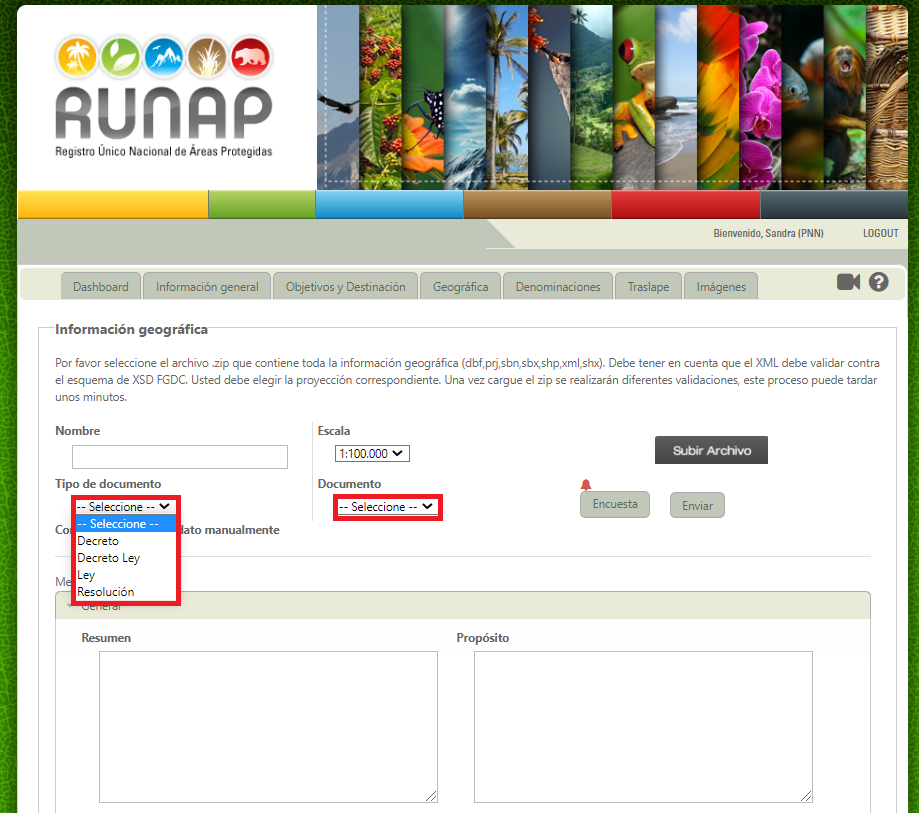 RUNAP
Registro Único Nacional de Áreas Protegidas
Bienvenido, Sandra (PNN)
LOGOUT
Dashboard
Información general
Objetivos y Destinación
Geográfica
Denominaciones
Traslape
Imágenes
?
Información geográfica
Por favor seleccione el archivo .zip que contiene toda la información geográfica (dbf,prj,sbn,sbx,shp,xml,shx). Debe tener en cuenta que el XML debe validar contra
el esquema de XSD FGDC. Usted debe elegir la proyección correspondiente. Una vez cargue el zip se realizarán diferentes validaciones, este proceso puede tardar
unos minutos.
Nombre
Escala
1:100.000
Subir Archivo
Tipo de documento
Documento
-- Seleccione --
-- Seleccione --
Encuesta
Enviar
-- Seleccione --
Decreto
Decreto Ley
Ley
Resolución
manualmente
General
Resumen
Propósito